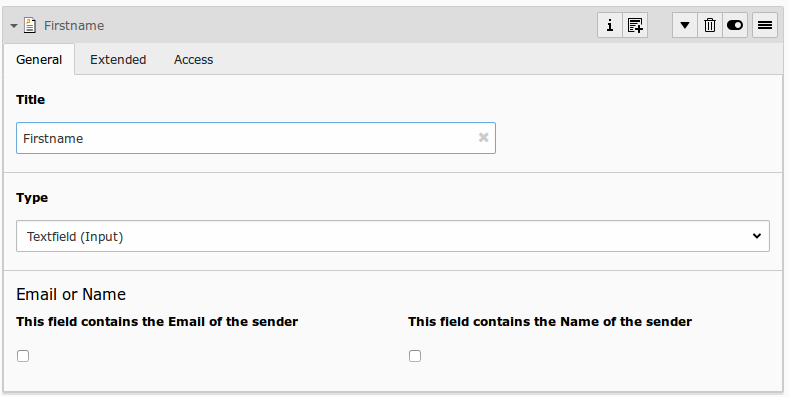 Firstname
General Extended Access
Title
Firstname
Type
Textfield (Input)
Email or Name
This field contains the Email of the sender This field contains the Name of the sender